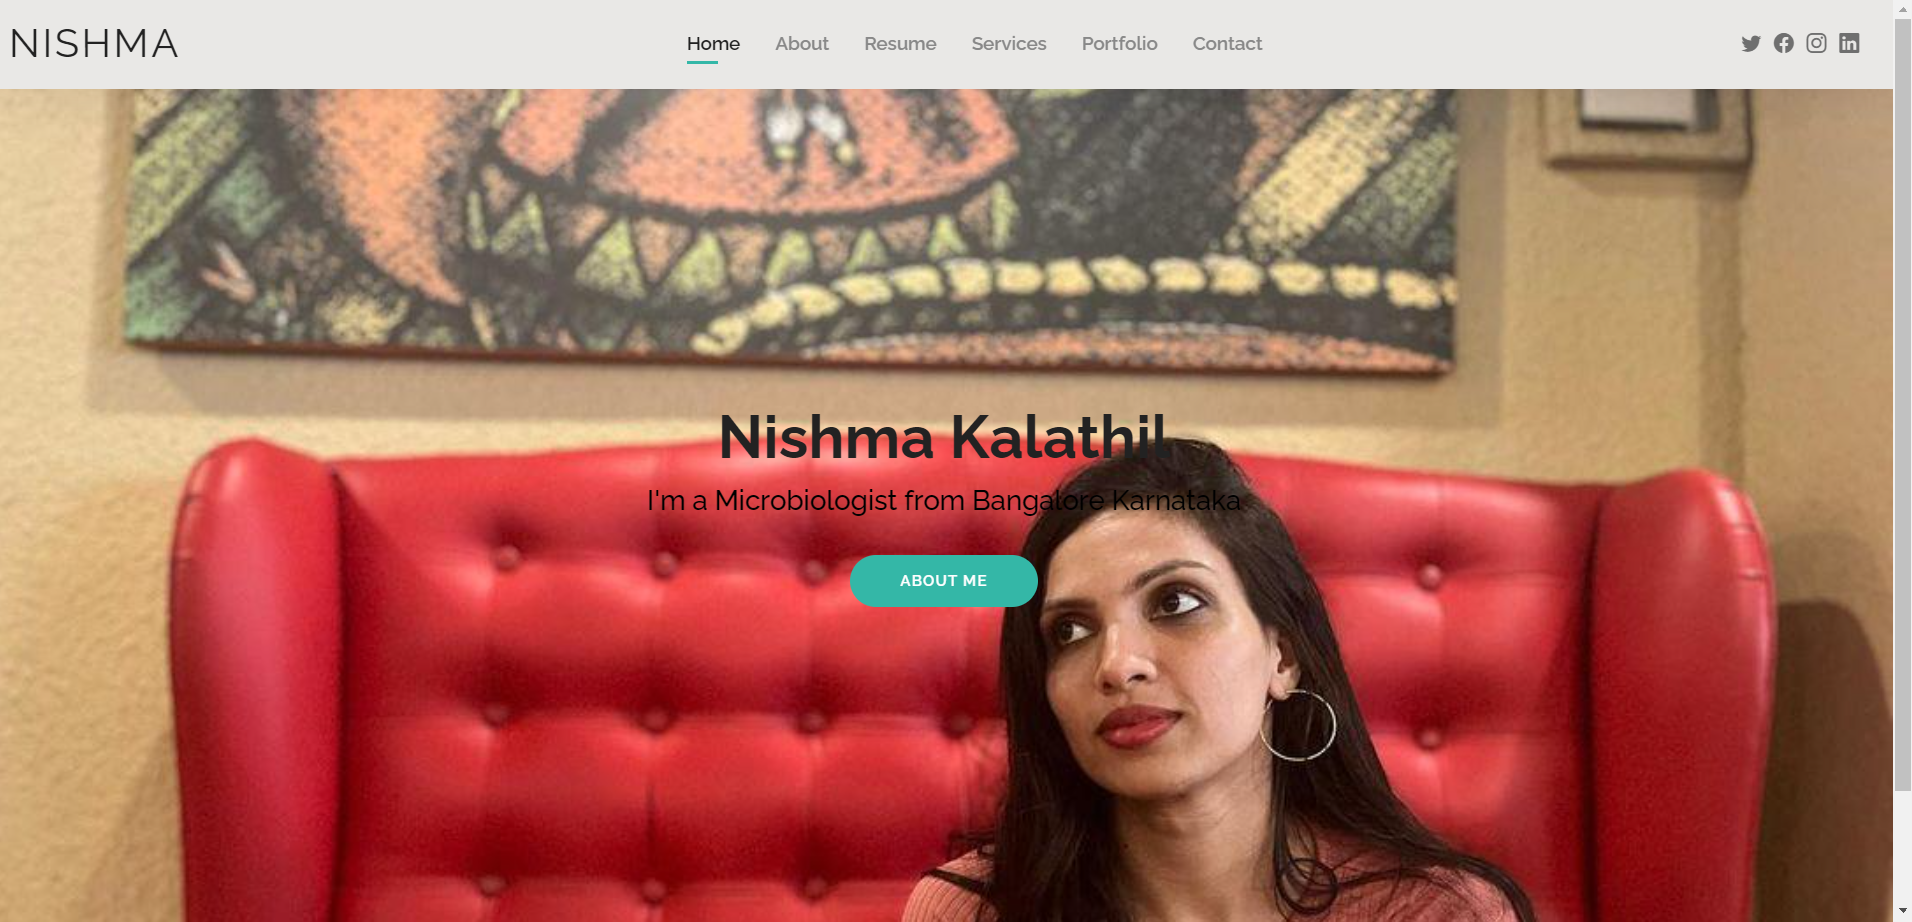 NISHMA
Home About Resume Services Portfolio Contact
Nishma Kalathil
I'm a Microbiologist from Bangalore Karnataka
ABOUT ME